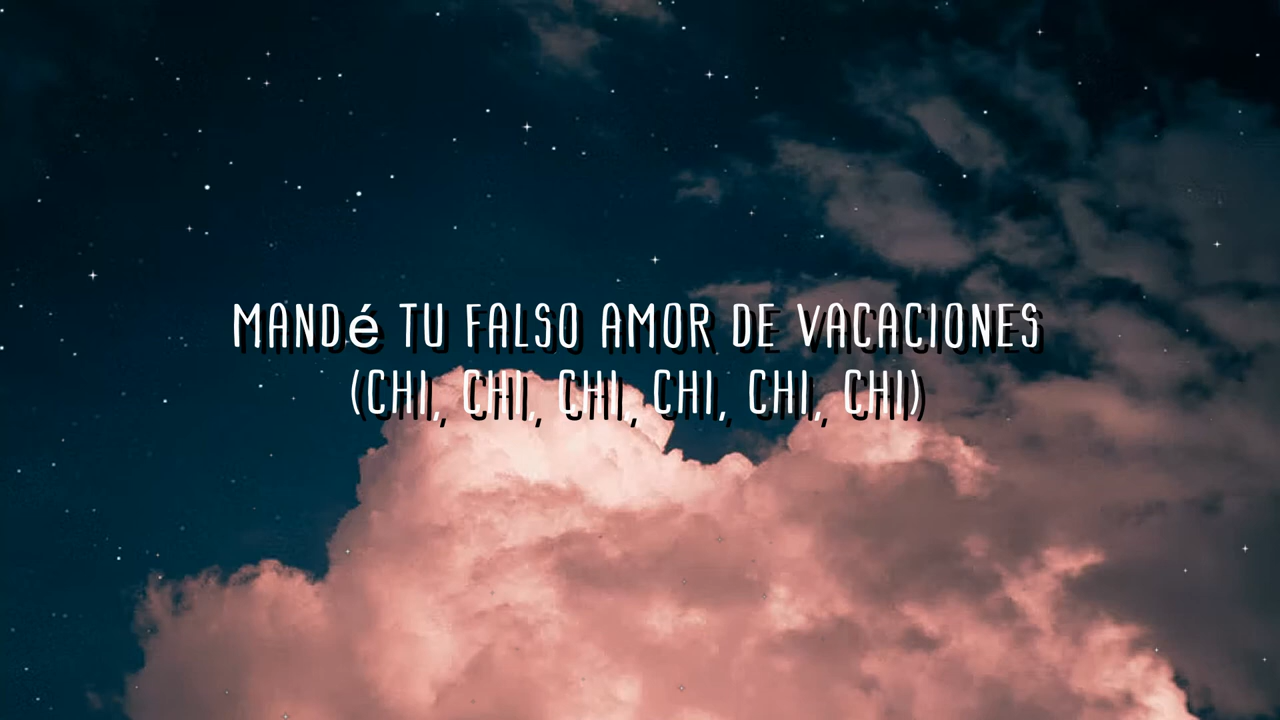 MANDé TU FALSO AMOR DE VACACIONES
(CHI, CHI, CHI, CHI, CHI, CHI)